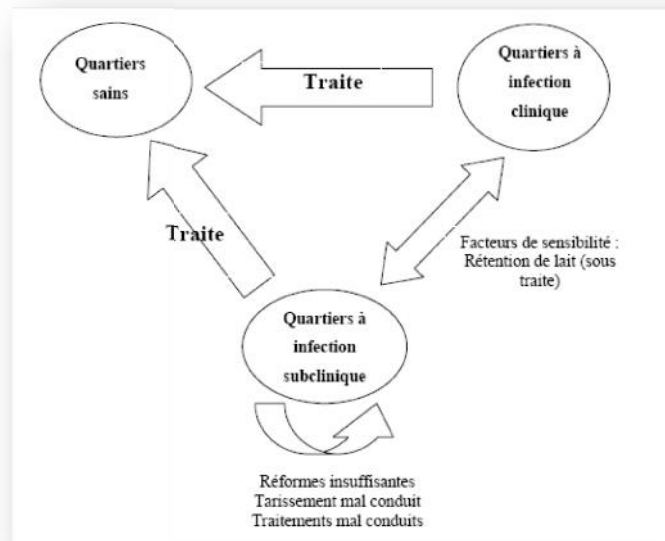 Quartiers
sains
Traite
Quartiers à
infection
clinique
Traite
Facteurs de sensibilité :
Rétention de lait (sous
traite)
Quartiers à
infection
subclinique
Réformes insuffisantes
Tarissement mal conduit
Traitements mal conduits